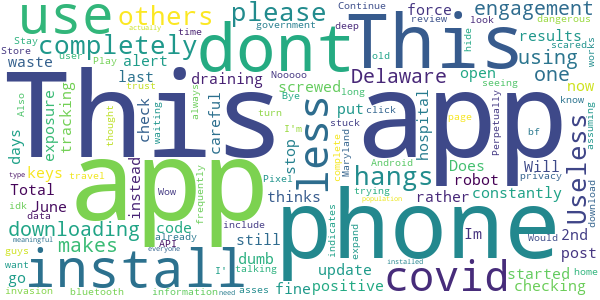 use
others
please
force
engagement
Continue
review
look
dangerous
Stay
government
deep
hide
scared
actually
time
completely
dont
This
Also
Store
user
Play
alert
open
old
works
results
waste
last
draining
screwed
Delaware
using
one
This
app
now
seeing
exposure
tracking
check
waiting
trust
thought
always
careful
Bye
long
put
click
hospital
page
know
assuming
days
Nooooo
turn
I'm
stuck
Perpetually
bf
privacy
download
Useless
less
app
keys
instead
Wow
frequently
stop
complete
Maryland
Android
Does
Will
Total
travel
type
idk
June
data
API
code
already
include
Pixel
thinks
hangs
trying
robot
rather
constantly
phone
downloading
makes
still
dumb
Im
2nd
post
Would
go
want
guys
meaningful
install
I'
talking
everyone
fine
indicates
update
positive
expand
population
installed
covid
started
checking
home
invasion
bluetooth
information
need
asses